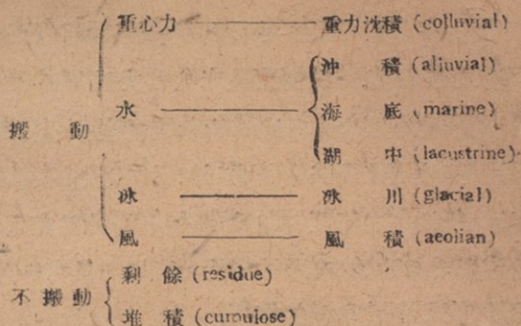 重心力 重力沈積 (colluvial)
沖積 (alluvial)
搬動 水 海底 (marine)
湖中 (lacustrine)
冰 冰川 (glacial)
風 風積 (aeolian)
不搬動 剩餘 (residue)
堆積 (cumulose)